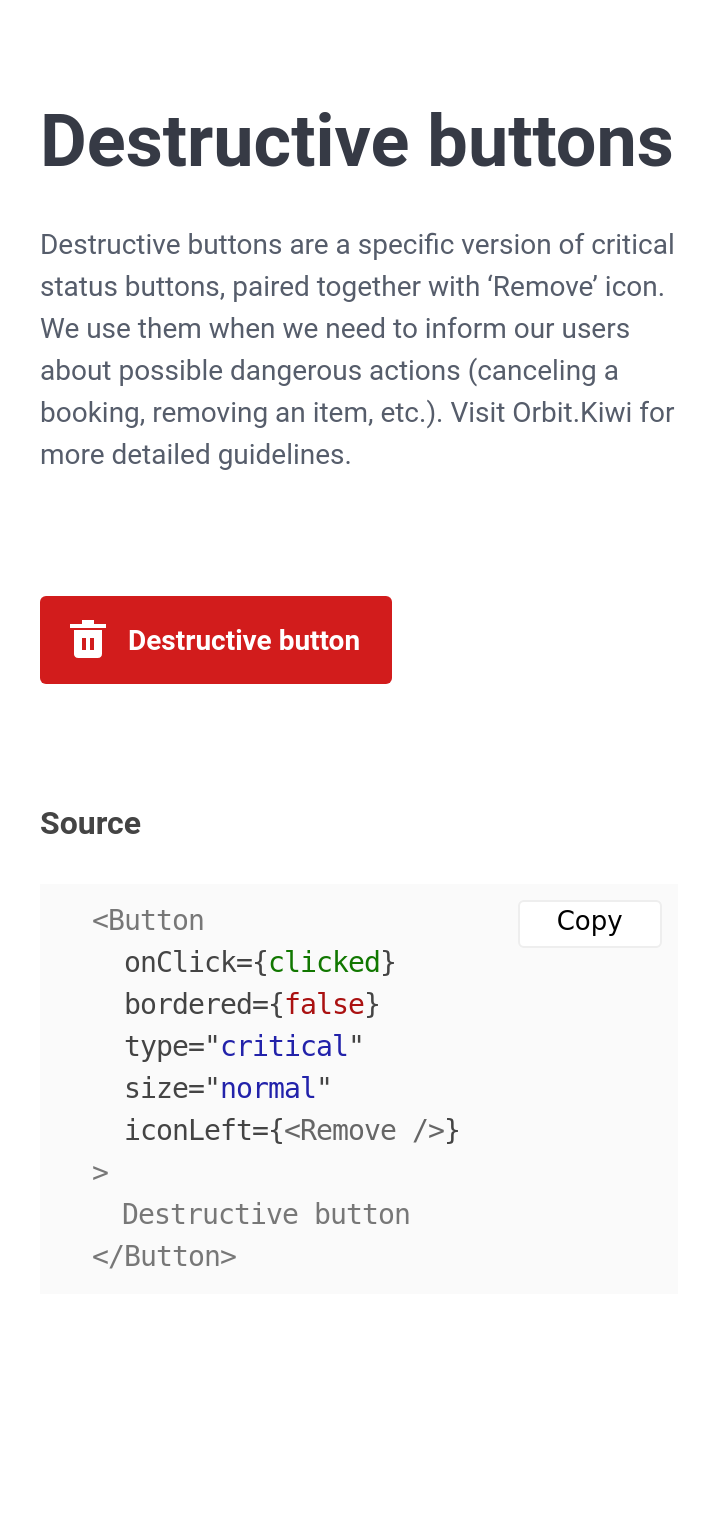 Destructive buttons
Destructive buttons are a specific version of critical
status buttons, paired together with ‘Remove’ icon.
We use them when we need to inform our users
about possible dangerous actions (canceling a
booking, removing an item, etc.). Visit Orbit.Kiwi for
more detailed guidelines.
Destructive button
Source
<Button
Copy
onClick={clicked}
bordered={false}
type="critical"
size="normal"
iconLeft={<Remove />}
>
Destructive button
</Button>